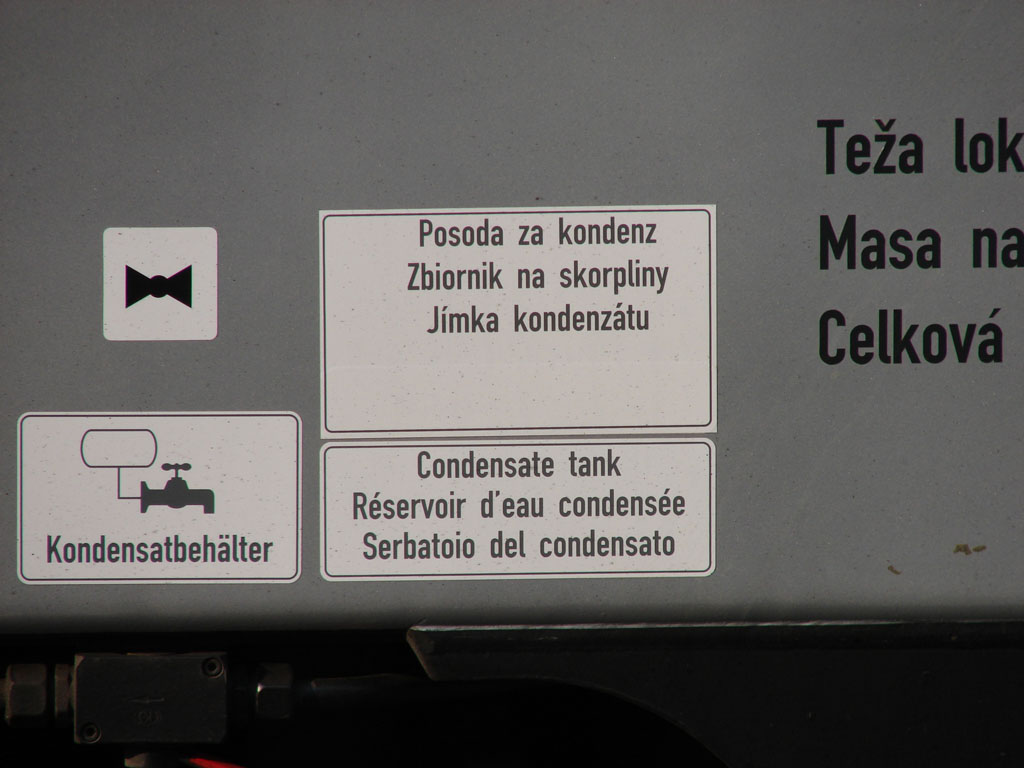 Posoda za kondenz
Zbiornik na skorpliny
Jímka kondenzátu
Kondensatbehälter
Condensate tank
Réservoir d'eau condensée
Serbatoio del condensato
Teža lok
Masa na
Celková